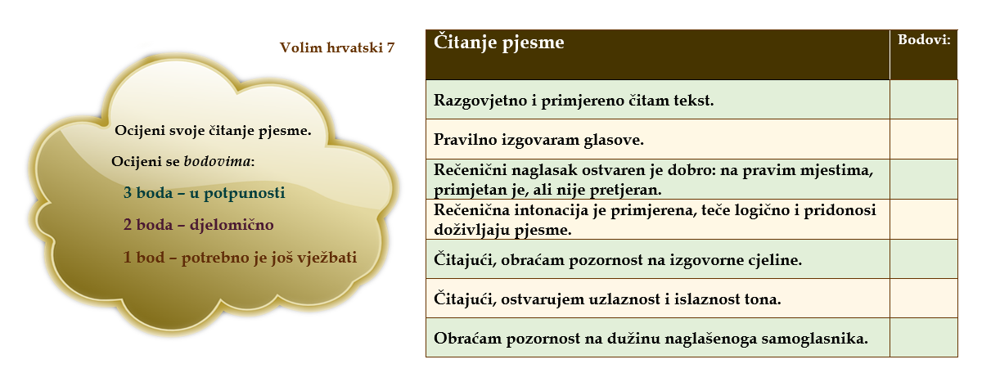 Volim hrvatski 7
Ocijeni svoje čitanje pjesme.
Ocijeni se bodovima:
3 boda – u potpunosti
2 boda – djelomično
1 bod – potrebno je još vježbati
Čitanje pjesme
Bodovi:
Razgovjetno i primjereno čitam tekst.
Pravilno izgovaram glasove.
Rečenični naglasak ostvaren je dobro: na pravim mjestima,
primjetan je, ali nije pretjeran.
Rečenična intonacija je primjerena, teče logično i pridonosi
doživljaju pjesme.
Čitajući, obraćam pozornost na izgovorne cjeline.
Čitajući, ostvarujem uzlaznost i islaznost tona.
Obraćam pozornost na dužinu naglašenoga samoglasnika.